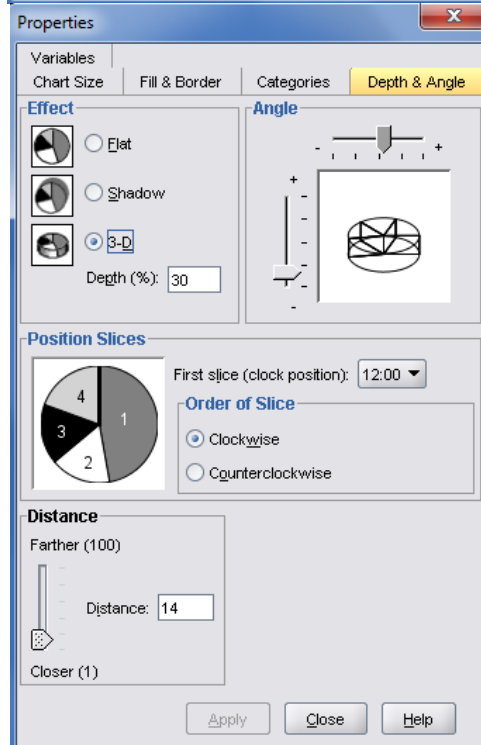 Properties
Variables
Chart Size Fill & Border Categories Depth & Angle
Effect
Flat
Shadow
3-D
Depth (%): 30
Angle
- +
+
-
Position Slices
4 1
3
2
First slice (clock position): 12:00
Order of Slice
Clockwise
Counterclockwise
Distance
Farther (100)
Distance: 14
Closer (1)
Apply Close Help